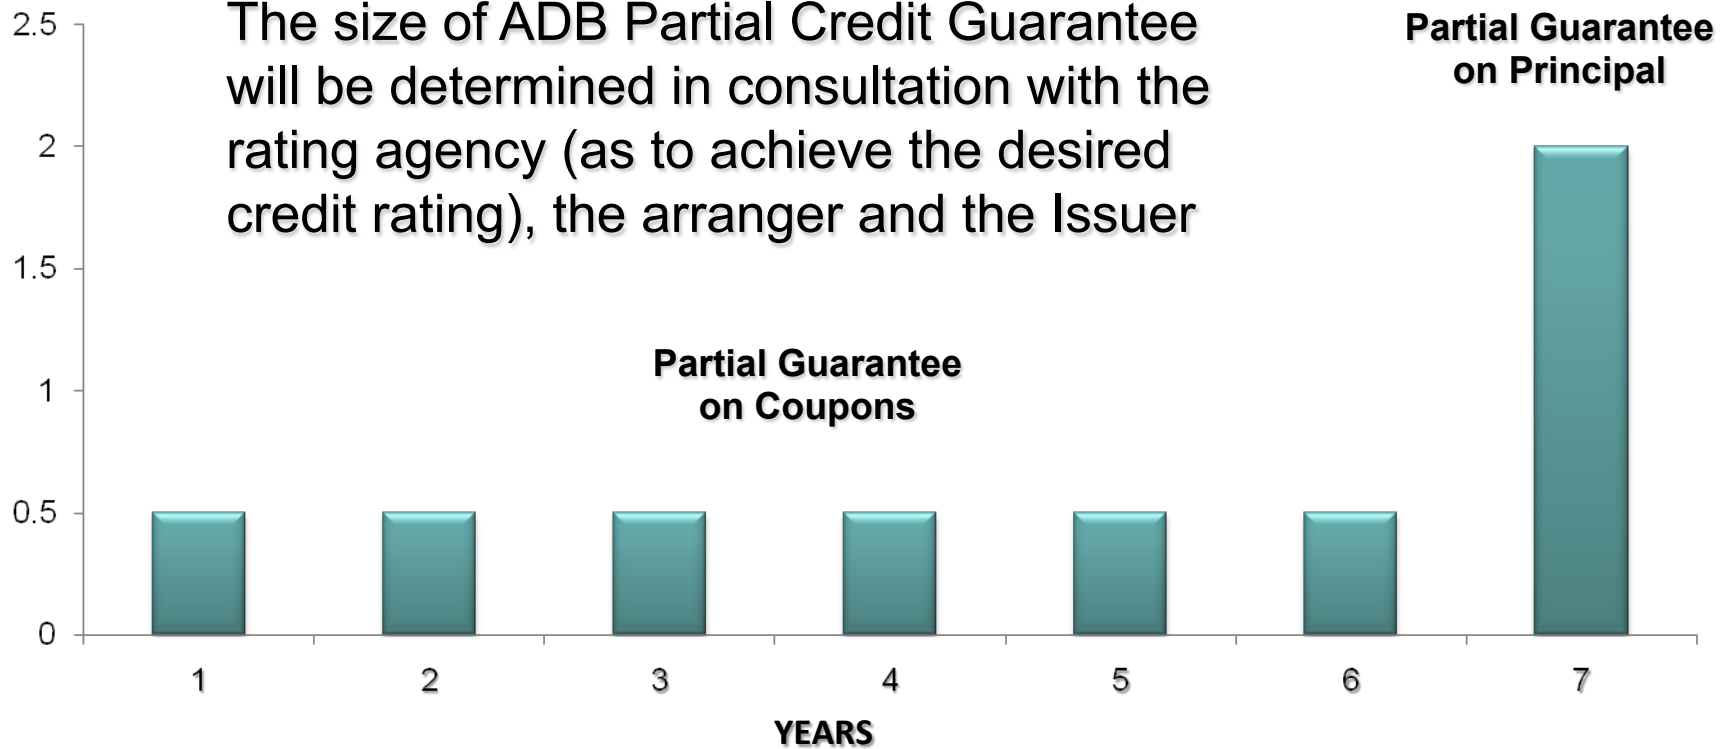 The size of ADB Partial Credit Guarantee
will be determined in consultation with the
rating agency (as to achieve the desired
credit rating), the arranger and the Issuer
Partial Guarantee
on Principal
Partial Guarantee
on Coupons
2.5
2
1.5
1
0.5
0
1 2 3 4 5 6 7
YEARS